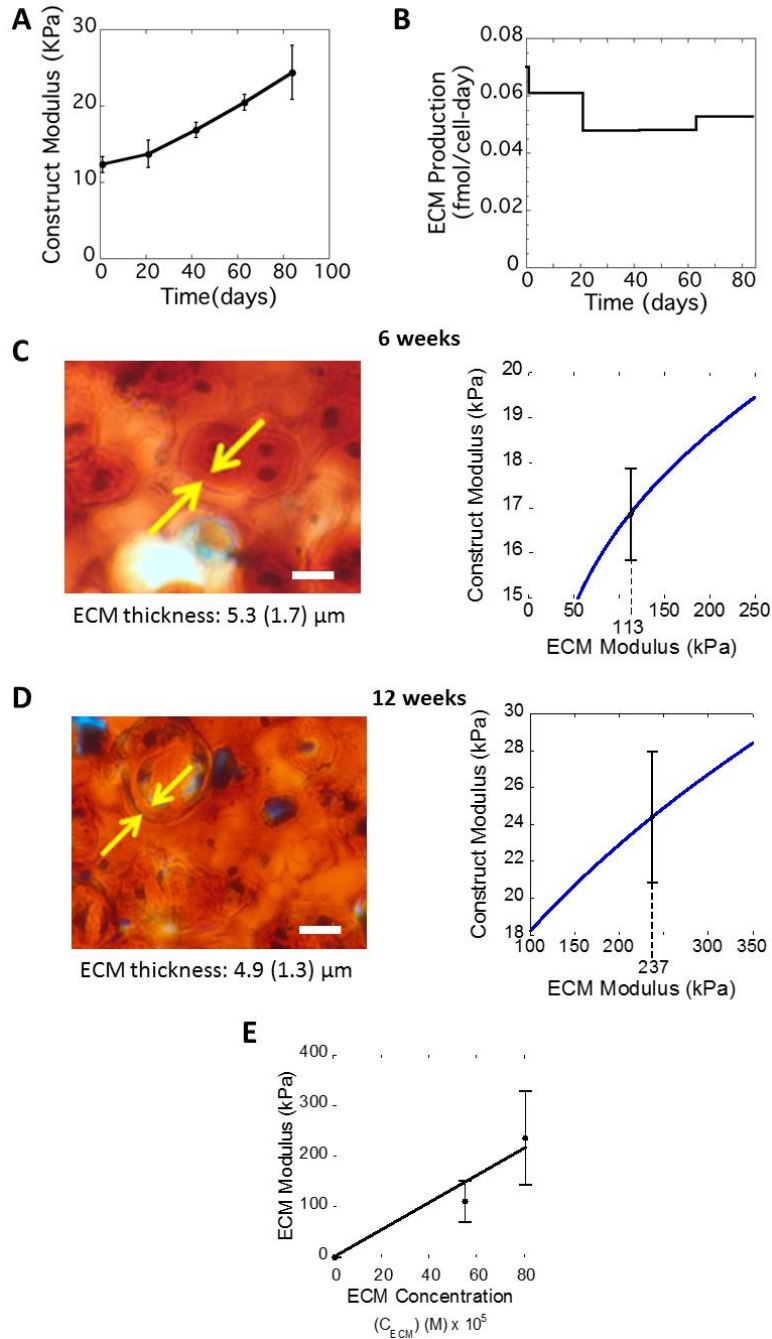 A
Construct Modulus (KPa)
30
20
10
0
0 20 40 60 80 100
Time(days)
B
ECM Production
(fmol/cell-day)
0.08
0.06
0.04
0.02
0
0 20 40 60 80
Time (days)
6 weeks
C
ECM thickness: 5.3 (1.7) µm
Construct Modulus (kPa)
20
19
18
17
16
15
0 50 100 150 200 250
113
ECM Modulus (kPa)
12 weeks
D
ECM thickness: 4.9 (1.3) µm
Construct Modulus (kPa)
30
28
26
24
22
20
18
100 150 200 250 300 350
237
ECM Modulus (kPa)
E
ECM Modulus (kPa)
400
300
200
100
0
0 20 40 60 80
ECM Concentration
(C_ECM) (M) x 10^5